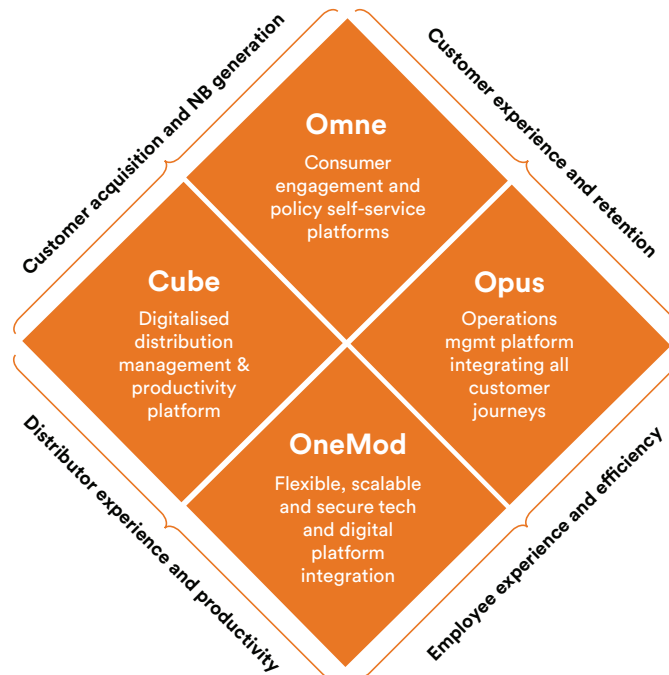 Customer acquisition and NB generation
Customer experience and retention
Omne
Consumer
engagement and
policy self-service
platforms
Cube
Digitalised
distribution
management &
productivity
platform
Opus
Operations
mgmt platform
integrating all
customer
journeys
OneMod
Flexible, scalable
and secure tech
and digital
platform
integration
Distributor experience and productivity
Employee experience and efficiency